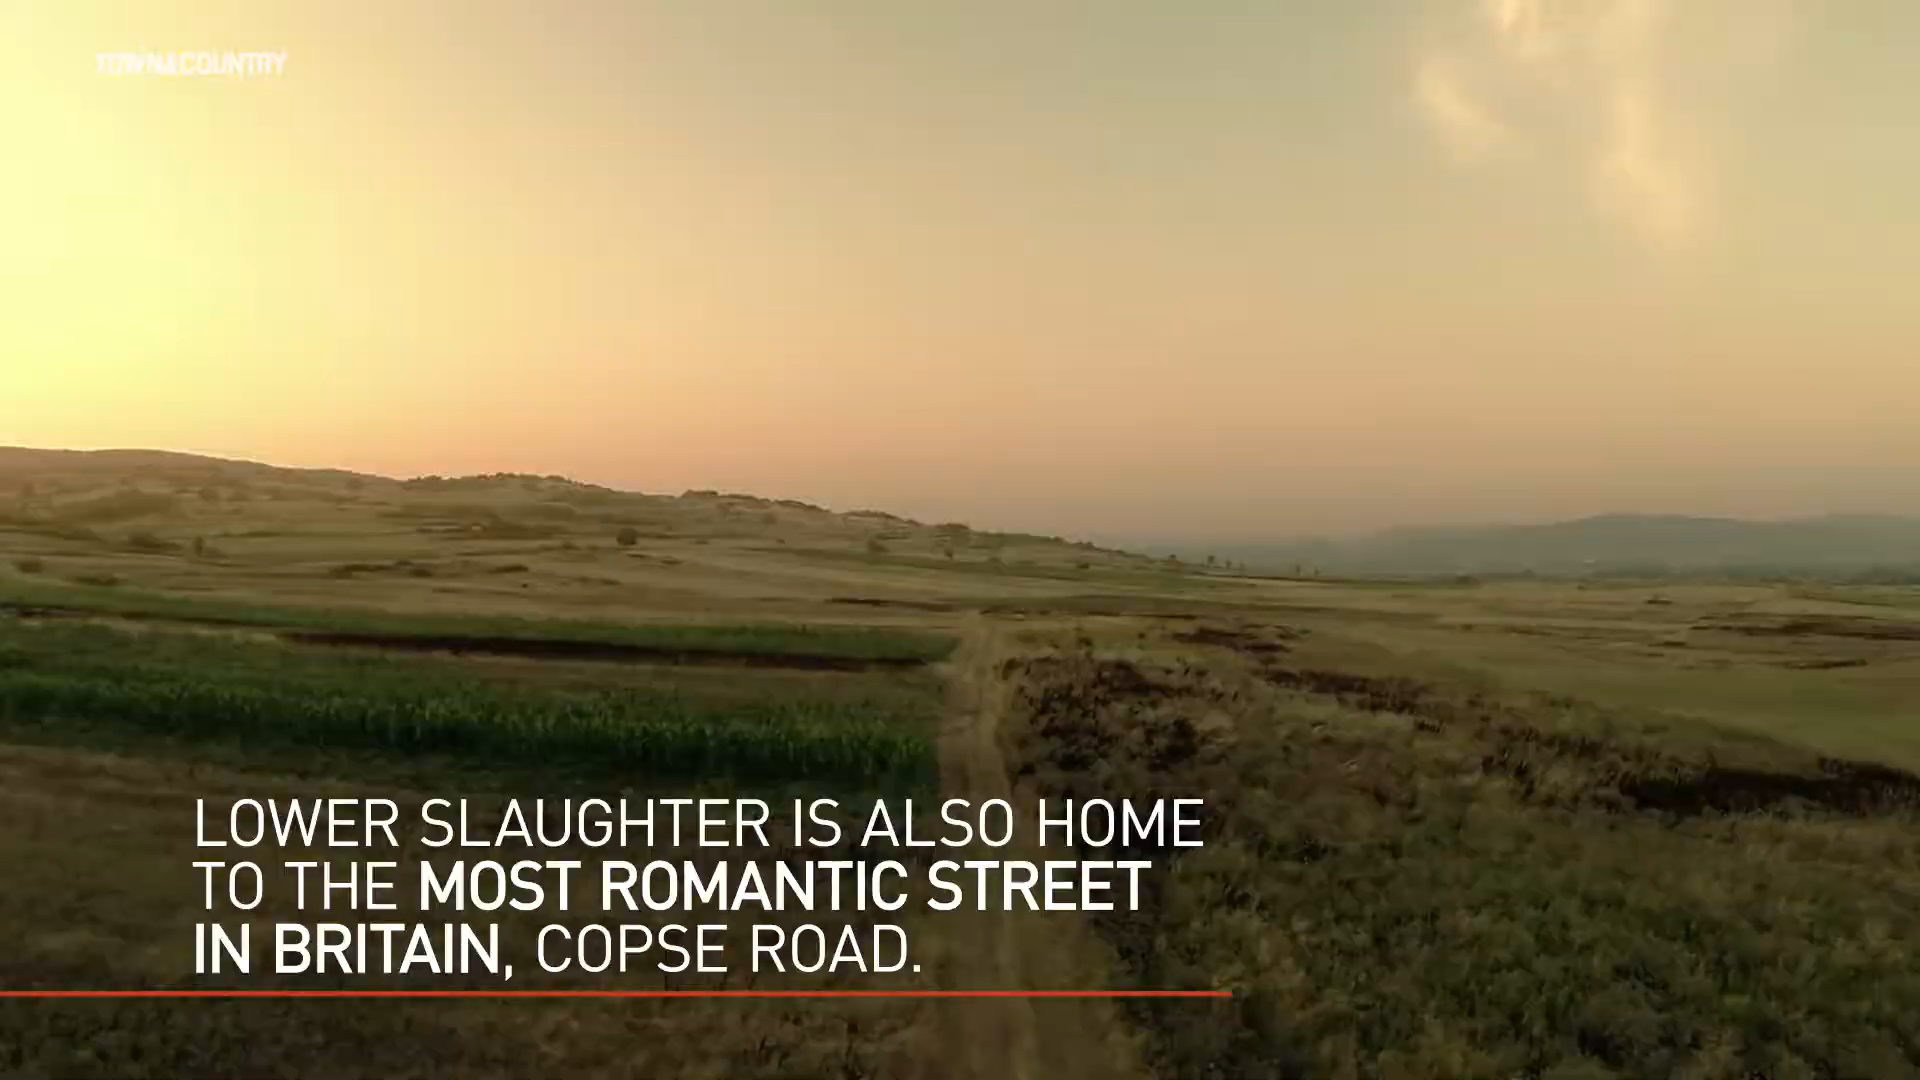 TOWN&COUNTRY
LOWER SLAUGHTER IS ALSO HOME
TO THE MOST ROMANTIC STREET
IN BRITAIN, COPSE ROAD.